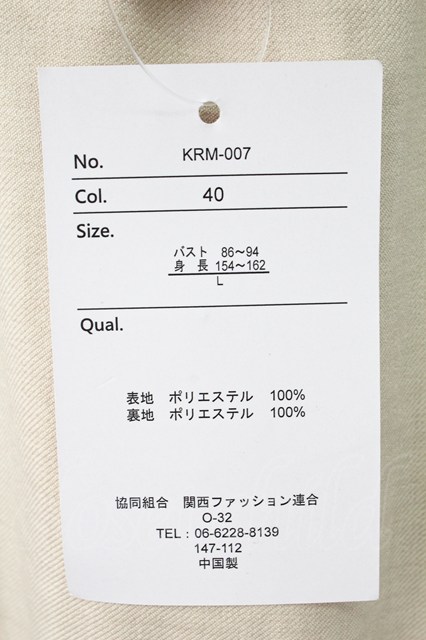 No. KRM-007
Col. 40
Size.
バスト 86～94
身 長 154～162
L
Qual.
表地 ポリエステル 100%
裏地 ポリエステル 100%
協同組合 関西ファッション連合
O-32
TEL：06-6228-8139
147-112
中国製